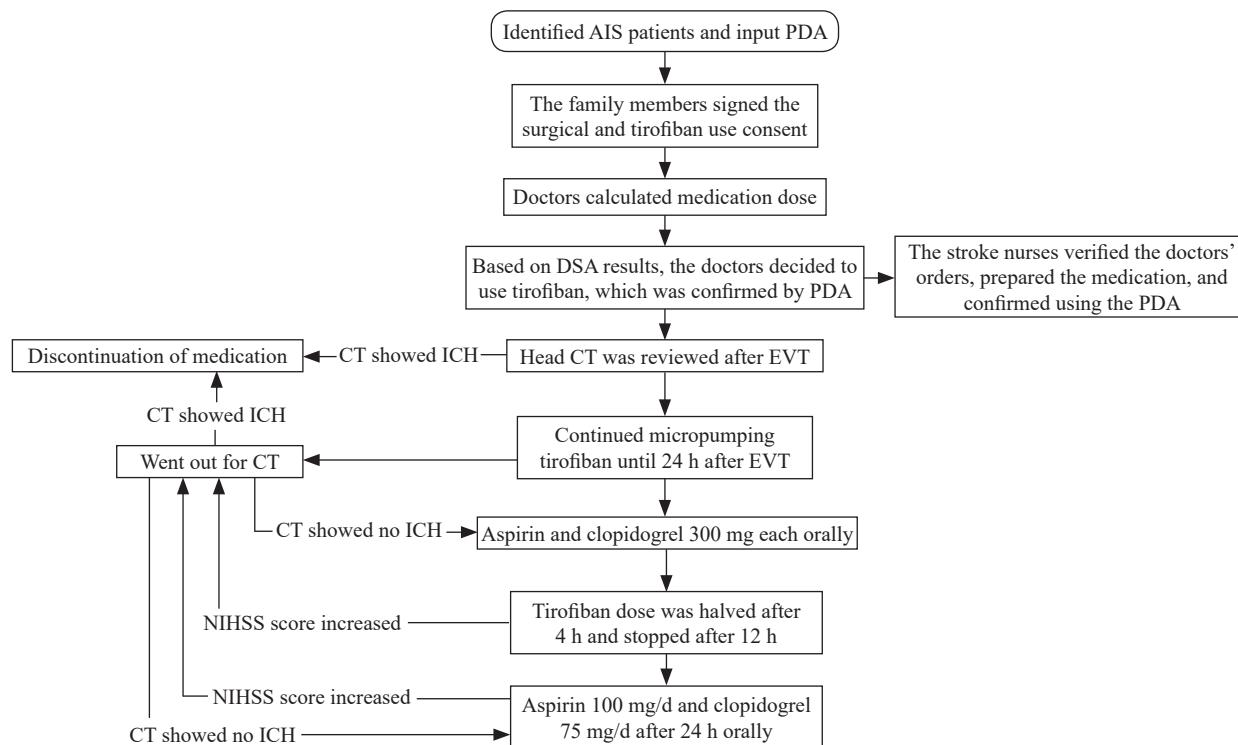 Identified AIS patients and input PDA
The family members signed the
surgical and tirofiban use consent
Doctors calculated medication dose
Based on DSA results, the doctors decided to
use tirofiban, which was confirmed by PDA
The stroke nurses verified the doctors’
orders, prepared the medication, and
confirmed using the PDA
Discontinuation of medication
CT showed ICH
Head CT was reviewed after EVT
CT showed ICH
Continued micropumping
tirofiban until 24 h after EVT
Went out for CT
CT showed no ICH
Aspirin and clopidogrel 300 mg each orally
Tirofiban dose was halved after
4 h and stopped after 12 h
NIHSS score increased
NIHSS score increased
Aspirin 100 mg/d and clopidogrel
75 mg/d after 24 h orally
CT showed no ICH